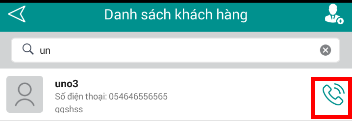 Danh sách khách hàng
un
uno3
Số điện thoại: 054646556565
qqshss